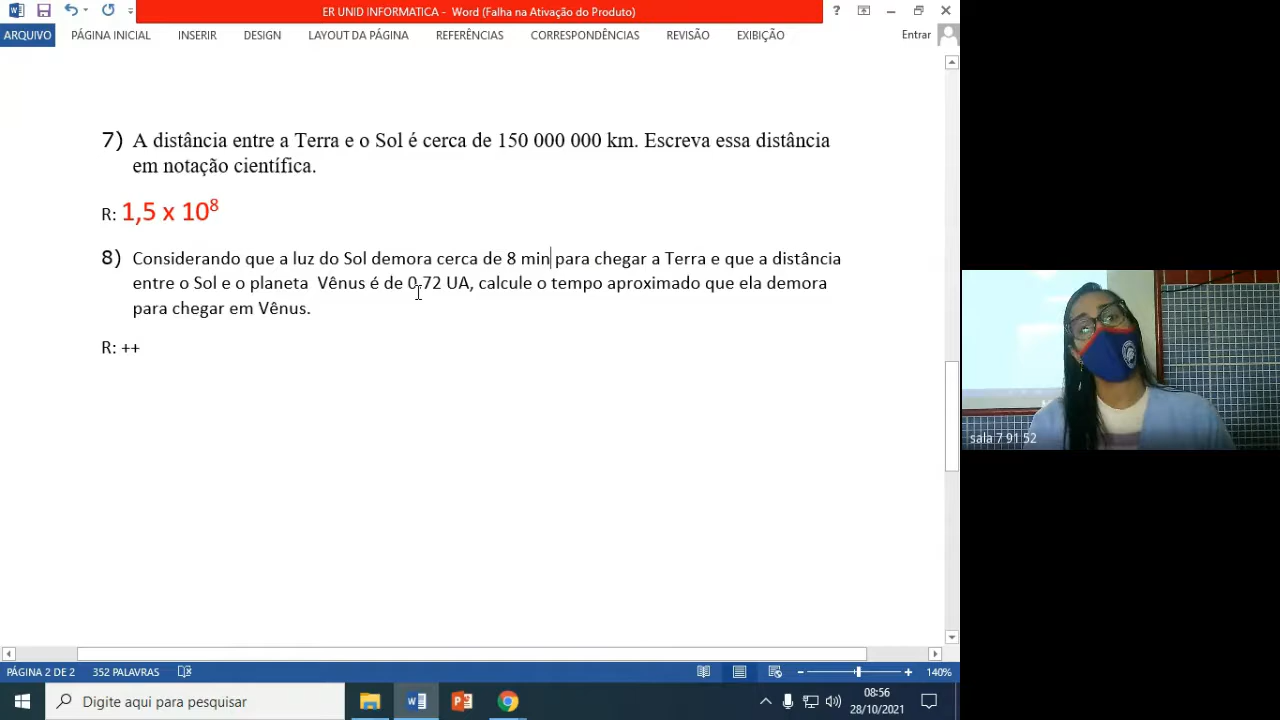 ER UNID INFORMATICA - Word (Falha na Ativação do Produto)
?
ARQUIVO PÁGINA INICIAL INSERIR DESIGN LAYOUT DA PÁGINA REFERÊNCIAS CORRESPONDÊNCIAS REVISÃO EXIBIÇÃO Entrar
7) A distância entre a Terra e o Sol é cerca de 150 000 000 km. Escreva essa distância
em notação científica.
R: 1,5 x 10⁸
8) Considerando que a luz do Sol demora cerca de 8 min para chegar a Terra e que a distância
entre o Sol e o planeta Vênus é de 0,72 UA, calcule o tempo aproximado que ela demora
para chegar em Vênus.
R: ++
sala 7 91 52
PÁGINA 2 DE 2 352 PALAVRAS 140%
Digite aqui para pesquisar
08:56
28/10/2021